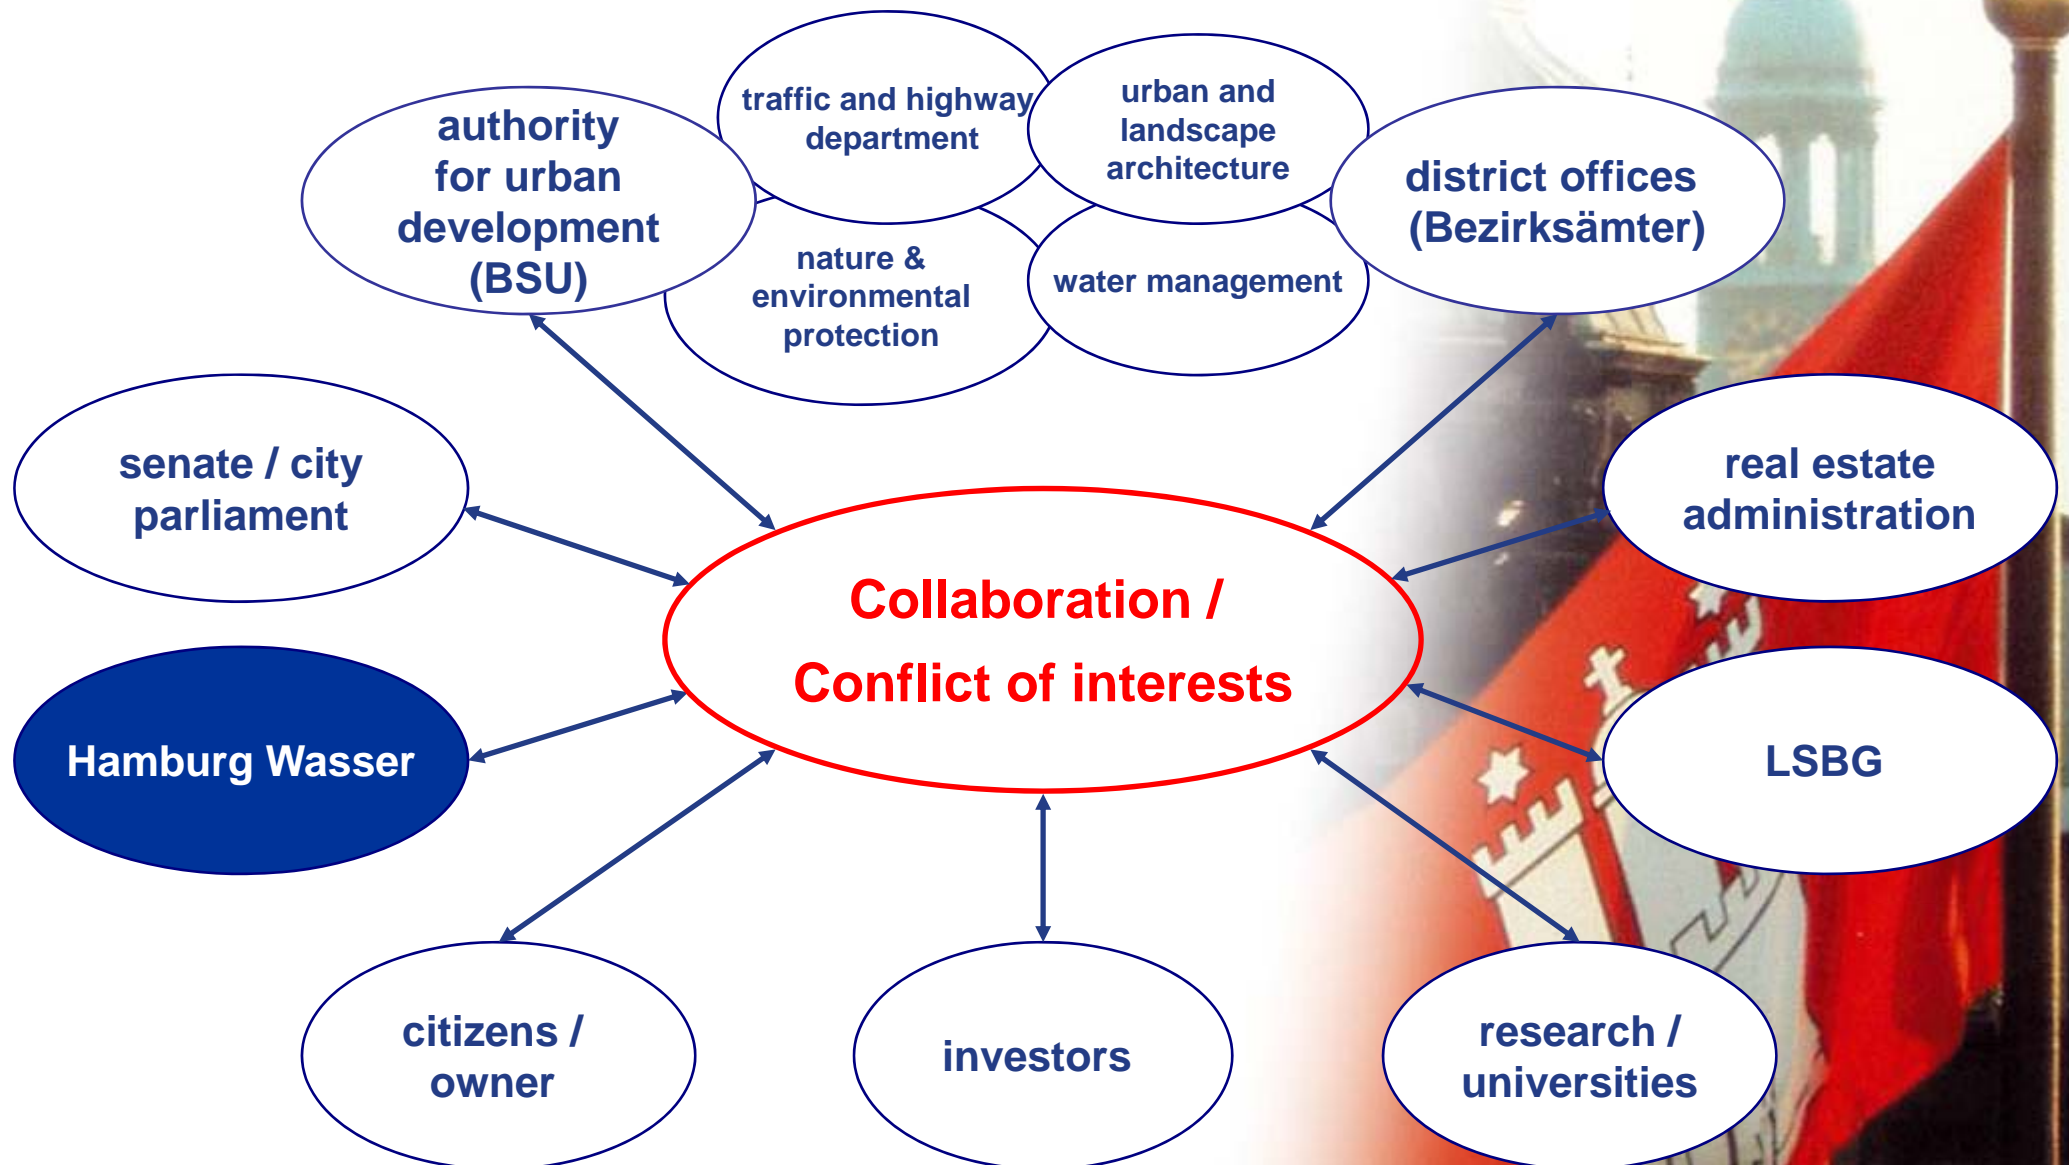 traffic and highway
department
urban and
landscape
architecture
authority
for urban
development
(BSU)
district offices
(Bezirksämter)
nature &
environmental
protection
water management
senate / city
parliament
real estate
administration
Collaboration /
Conflict of interests
Hamburg Wasser
LSBG
citizens /
owner
investors
research /
universities